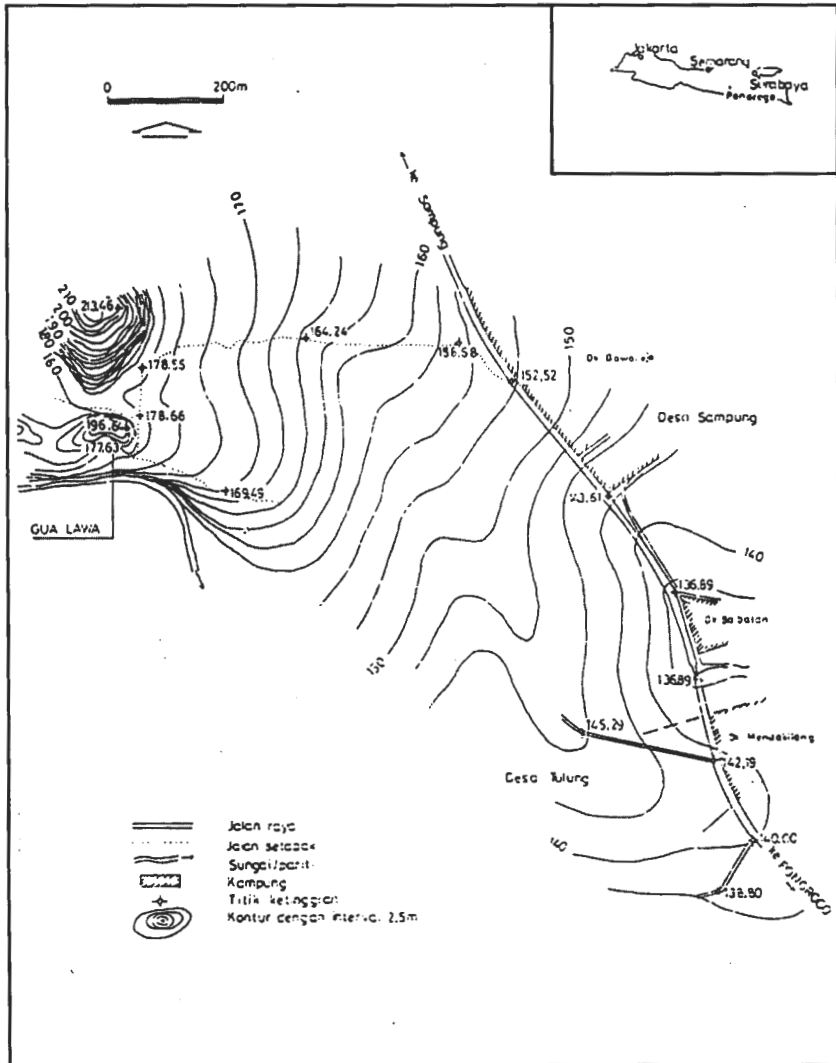 Jakarta
Semarang
Surabaya
Ponorogo
0 200m
Ke Sampung
170
160
210
213.46
200
190
180
160
164.24
156.58
178.55
152,52
150
Desa Sampung
178.66
196.64
177.63
169.49
GUA LAWA
140
136.89
150
136.89
145.29
42,19
Desa Tulung
140
40.00
ke PONOROGO
138.80
Jalan raya
Jalan setapak
Sungai/parit
Kampung
Titik ketinggian
Kontur dengan interval 2.5m